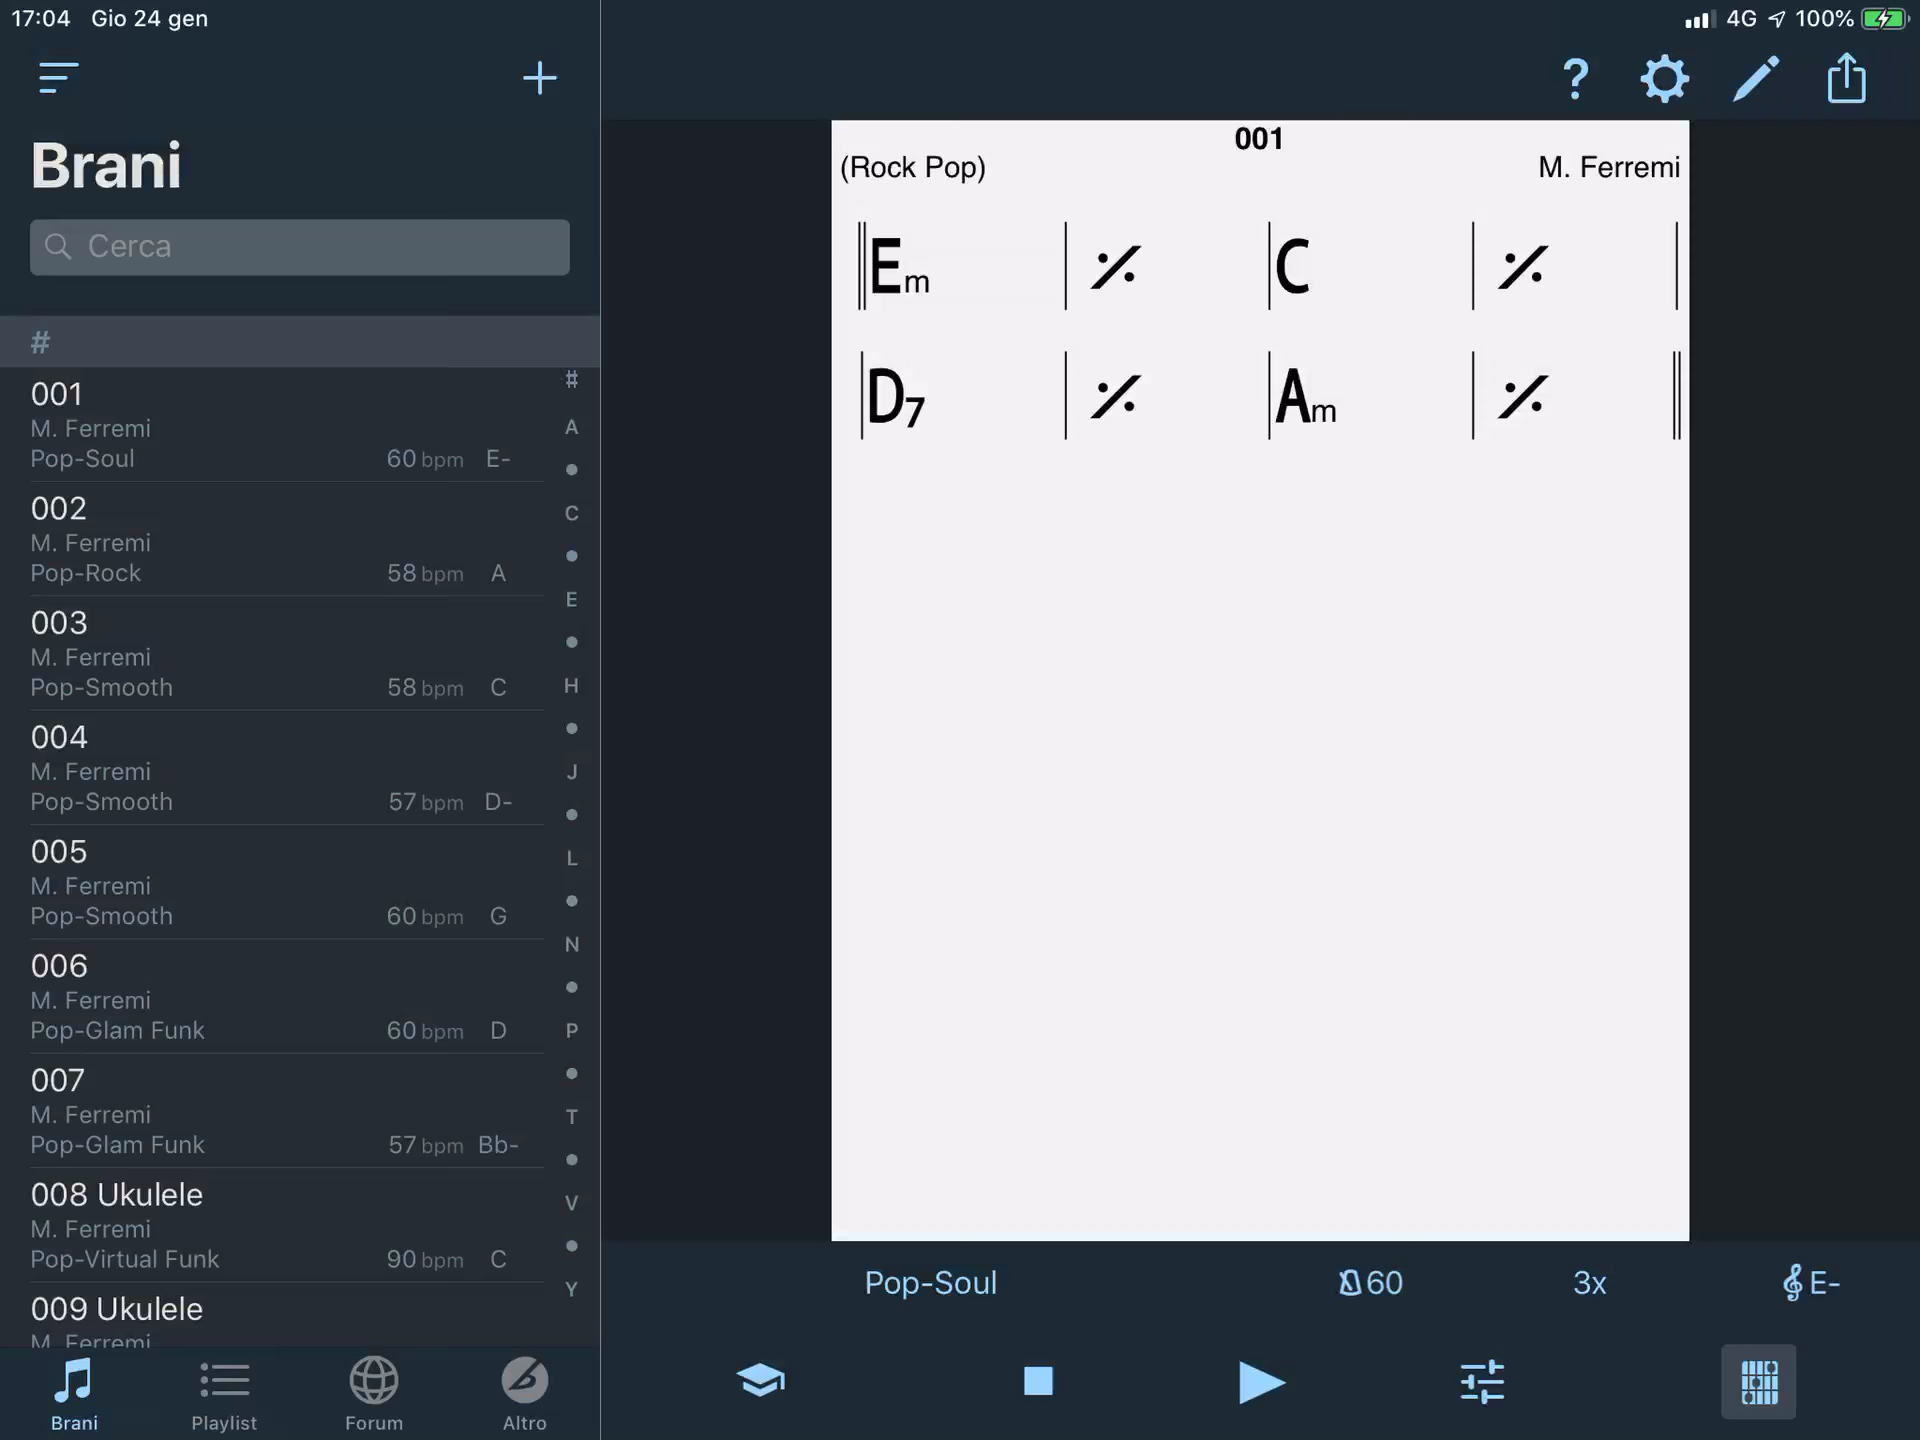 17:04 Gio 24 gen
4G 100%
Brani
Cerca
#
001
M. Ferremi
Pop-Soul 60 bpm E-
002
M. Ferremi
Pop-Rock 58 bpm A
003
M. Ferremi
Pop-Smooth 58 bpm C
004
M. Ferremi
Pop-Smooth 57 bpm D-
005
M. Ferremi
Pop-Smooth 60 bpm G
006
M. Ferremi
Pop-Glam Funk 60 bpm D
007
M. Ferremi
Pop-Glam Funk 57 bpm Bb-
008 Ukulele
M. Ferremi
Pop-Virtual Funk 90 bpm C
009 Ukulele
M. Ferremi
#
A
C
E
H
J
L
N
P
T
V
Y
Brani Playlist Forum Altro
?
001
(Rock Pop) M. Ferremi
Em C
D7 Am
Pop-Soul 60 3x E-